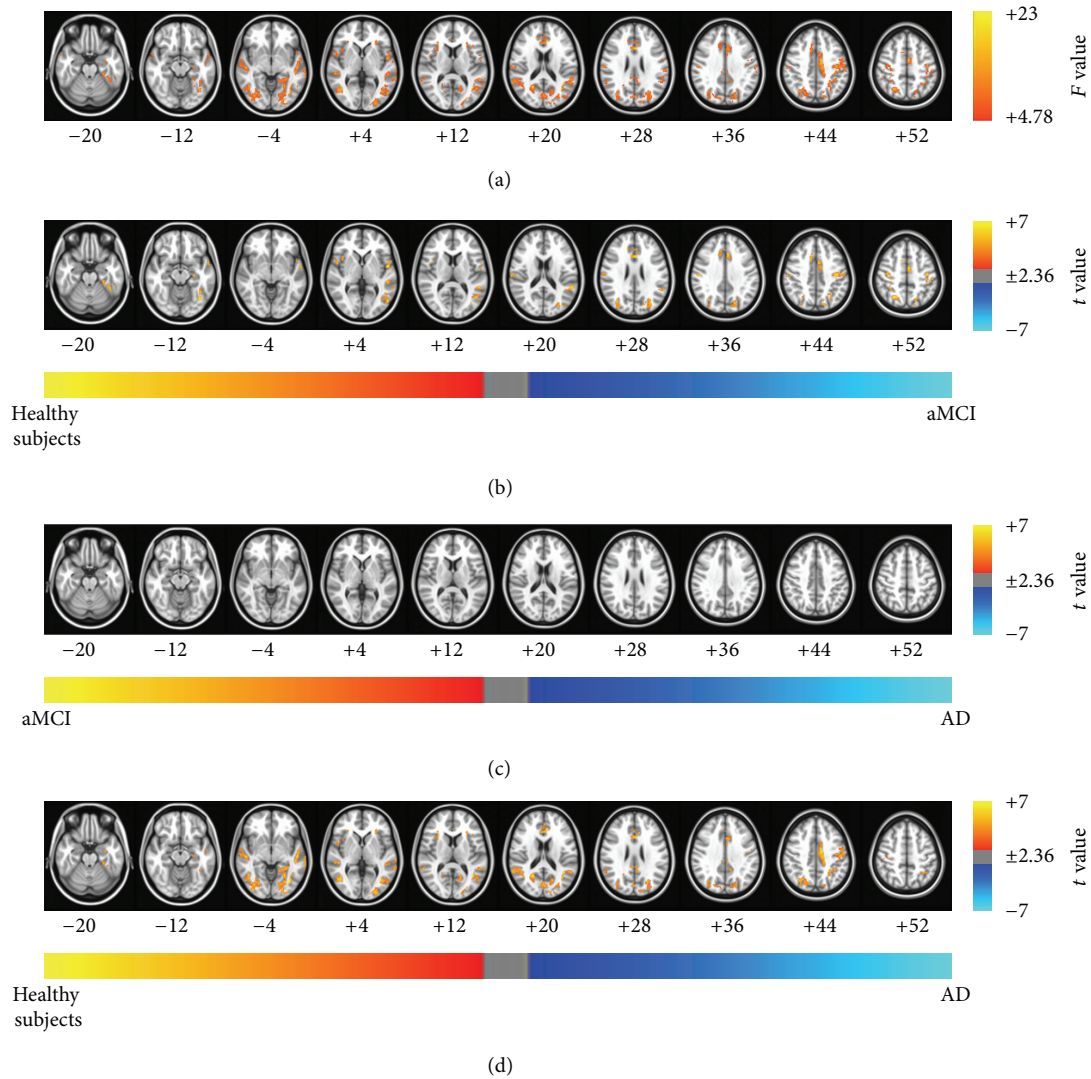 +23
+4.78
F value
−20 −12 −4 +4 +12 +20 +28 +36 +44 +52
(a)
+7
±2.36
−7
t value
−20 −12 −4 +4 +12 +20 +28 +36 +44 +52
Healthy
subjects
aMCI
(b)
+7
±2.36
−7
t value
−20 −12 −4 +4 +12 +20 +28 +36 +44 +52
aMCI AD
(c)
+7
±2.36
−7
t value
−20 −12 −4 +4 +12 +20 +28 +36 +44 +52
Healthy
subjects
AD
(d)